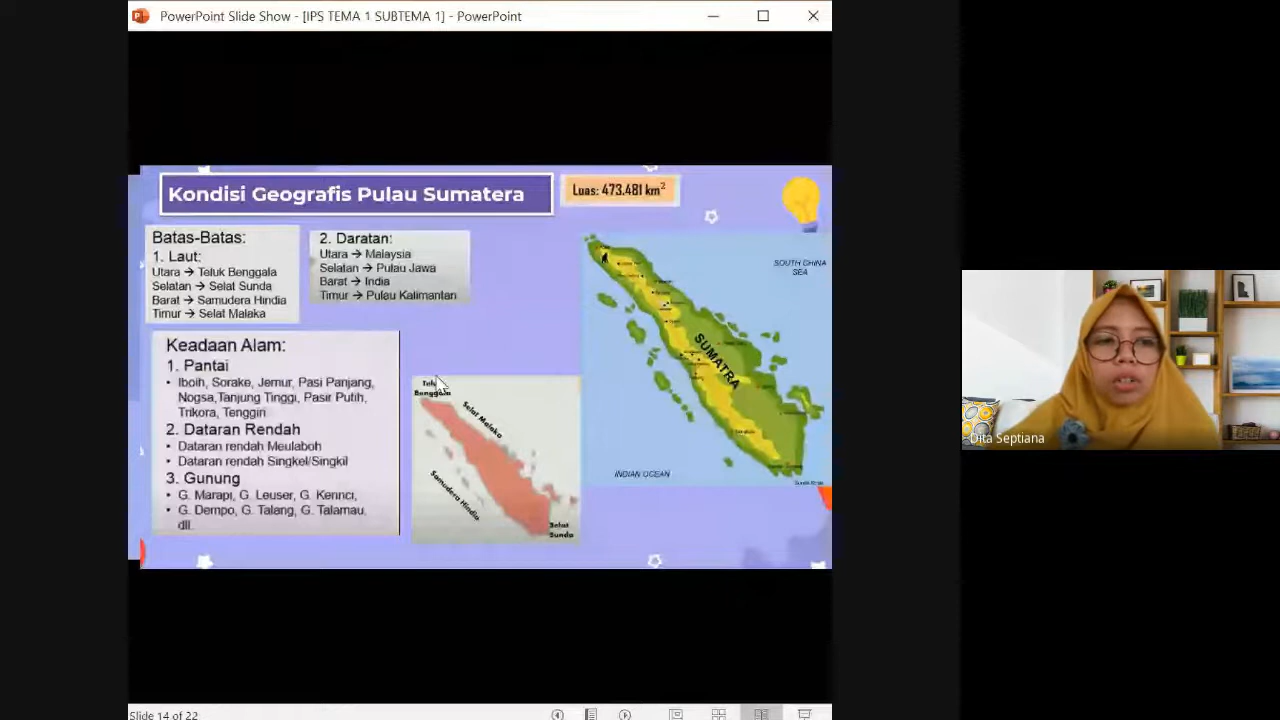 PowerPoint Slide Show - [IPS TEMA 1 SUBTEMA 1] - PowerPoint
Kondisi Geografis Pulau Sumatera
Luas: 473.481 km²
Batas-Batas:
1. Laut:
Utara → Teluk Benggala
Selatan → Selat Sunda
Barat → Samudera Hindia
Timur → Selat Malaka
2. Daratan:
Utara → Malaysia
Selatan → Pulau Jawa
Barat → India
Timur → Pulau Kalimantan
Keadaan Alam:
1. Pantai
• Iboih, Sorake, Jemur, Pasi Panjang,
Nogsa,Tanjung Tinggi, Pasir Putih,
Trikora, Tenggiri
2. Dataran Rendah
• Dataran rendah Meulaboh
• Dataran rendah Singkel/Singkil
3. Gunung
• G. Marapi, G. Leuser, G. Kerinci,
• G. Dempo, G. Talang, G. Talamau,
dll.
Benggala
Selat Malaka
Samudera Hindia
Selat
Sunda
SOUTH CHINA
SEA
SUMATRA
INDIAN OCEAN
Dita Septiana
Slide 14 of 22